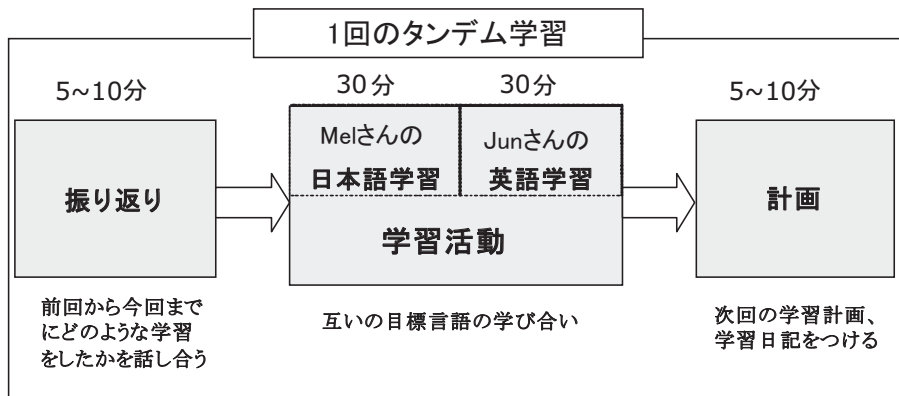 1回のタンデム学習
5~10分
30分
30分
5~10分
振り返り
Melさんの
日本語学習
Junさんの
英語学習
学習活動
計画
前回から今回まで
にどのような学習
をしたかを話し合う
互いの目標言語の学び合い
次回の学習計画、
学習日記をつける